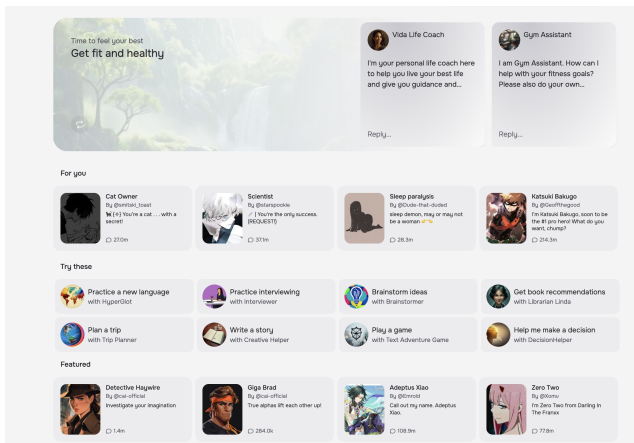 Time to feel your best
Get fit and healthy
Vida Life Coach
I'm your personal life coach here
to help you live your best life
and give you guidance and...
Reply...
Gym Assistant
I am Gym Assistant. How can I
help with your fitness goals?
Please also do your own...
Reply...
For you
Cat Owner
By @smitski_toast
You're a cat . . . with a
secret!
27.0m
Scientist
By @starspookie
| You're the only success.
(REQUEST!)
37.1m
Sleep paralysis
By @Dude-that-duded
sleep demon, may or may not
be a woman
28.3m
Katsuki Bakugo
By @Geoffthegood
I'm Katsuki Bakugo, soon to be
the #1 pro hero! What do you
want, chump?
214.3m
Try these
Practice a new language
with HyperGlot
Practice interviewing
with Interviewer
Brainstorm ideas
with Brainstormer
Get book recommendations
with Librarian Linda
Plan a trip
with Trip Planner
Write a story
with Creative Helper
Play a game
with Text Adventure Game
Help me make a decision
with DecisionHelper
Featured
Detective Haywire
By @cai-official
Investigate your imagination
1.4m
Giga Brad
By @cai-official
True alphas lift each other up!
264.0k
Adeptus Xiao
By @Emrold
Call out my name. Adeptus
Xiao.
108.9m
Zero Two
By @Xomu
I'm Zero Two from Darling In
The Franxx
77.8m